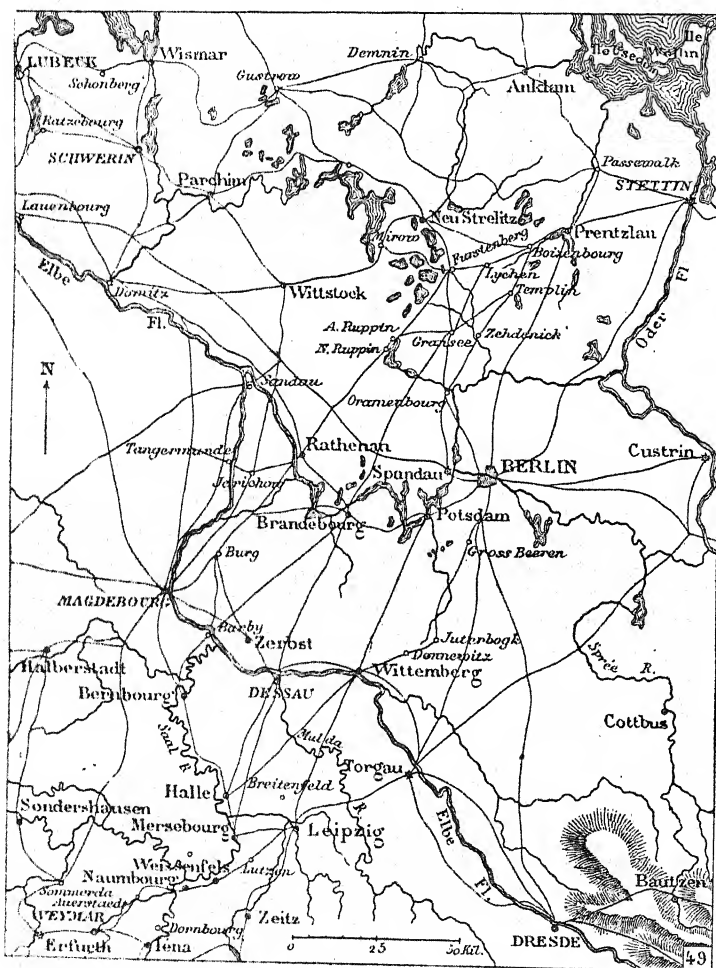 LUBECK
Wismar
Schonberg
Ratzebourg
SCHWERIN
Gustrow
Demnin
Anklam
Parchim
Passewalk
STETTIN
Lauenbourg
Neu Strelitz
Mirow
Furstenberg
Prentzlau
Boizenbourg
Lychen
Templin
Elbe
Fl.
Domitz
Wittstock
A. Ruppin
N. Ruppin
Gransee
Zehdenick
Oder Fl
N
Sandau
Oranienbourg
Rathenau
Tangermunde
Jerichow
Spandau
BERLIN
Custrin
Brandebourg
Potsdam
Burg
Gross Beeren
MAGDEBOURG
Barby
Zerbst
Juterbogk
Dennewitz
Sprée R.
Halberstadt
Bernbourg
DESSAU
Wittemberg
Cottbus
Saal R
Mulda R.
Torgau
Halle
Breitenfeld
Sondershausen
Mersebourg
Leipzig
Elbe Fl.
Weissenfels
Lutzen
Naumbourg
Bautzen
Sommerda
Auerstaedt
WEYMAR
Dornbourg
Zeitz
Erfurth
Iéna
DRESDE
0 25 50 Kil.
49